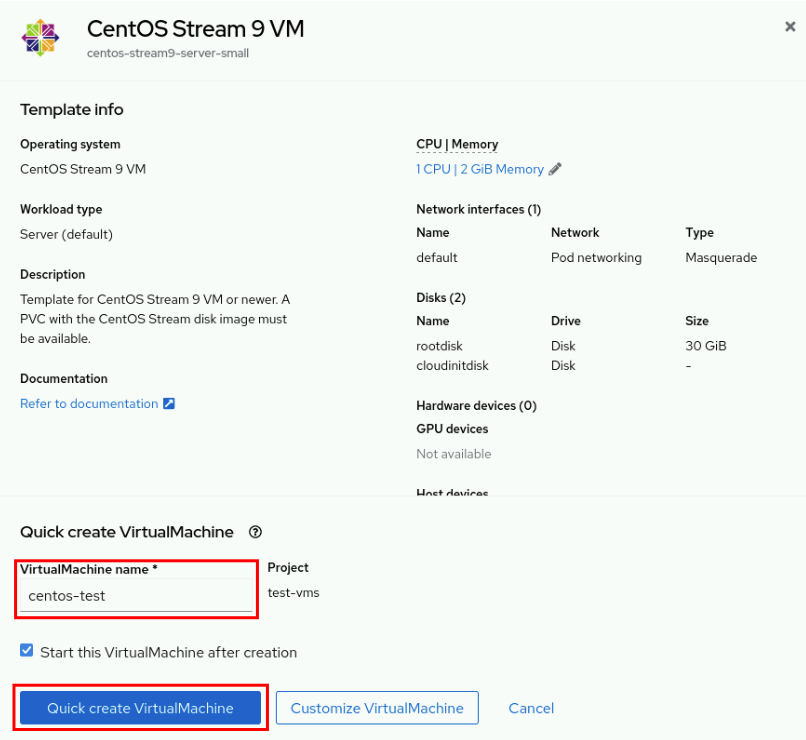 CentOS Stream 9 VM
centos-stream9-server-small
Template info
Operating system
CentOS Stream 9 VM
Workload type
Server (default)
Description
Template for CentOS Stream 9 VM or newer. A
PVC with the CentOS Stream disk image must
be available.
Documentation
Refer to documentation
CPU | Memory
1 CPU | 2 GiB Memory
Network interfaces (1)
Name Network Type
default Pod networking Masquerade
Disks (2)
Name Drive Size
rootdisk Disk 30 GiB
cloudinitdisk Disk -
Hardware devices (0)
GPU devices
Not available
Host devices
Quick create VirtualMachine
VirtualMachine name *
centos-test
Project
test-vms
Start this VirtualMachine after creation
Quick create VirtualMachine Customize VirtualMachine Cancel